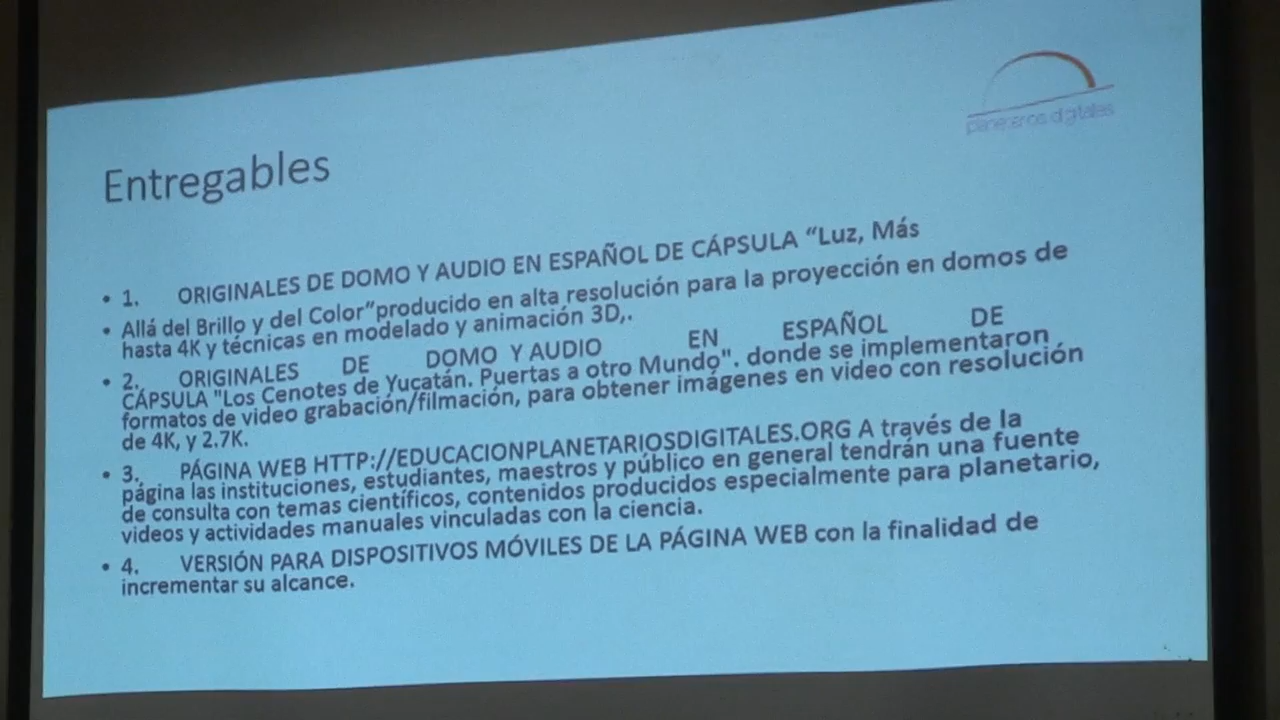 planetarios digitales
Entregables
• 1. ORIGINALES DE DOMO Y AUDIO EN ESPAÑOL DE CÁPSULA “Luz, Más
• Allá del Brillo y del Color”producido en alta resolución para la proyección en domos de
hasta 4K y técnicas en modelado y animación 3D,.
• 2. ORIGINALES DE DOMO Y AUDIO EN ESPAÑOL DE
CÁPSULA "Los Cenotes de Yucatán. Puertas a otro Mundo". donde se implementaron
formatos de video grabación/filmación, para obtener imágenes en video con resolución
de 4K, y 2.7K.
• 3. PÁGINA WEB HTTP://EDUCACIONPLANETARIOSDIGITALES.ORG A través de la
página las instituciones, estudiantes, maestros y público en general tendrán una fuente
de consulta con temas científicos, contenidos producidos especialmente para planetario,
videos y actividades manuales vinculadas con la ciencia.
• 4. VERSIÓN PARA DISPOSITIVOS MÓVILES DE LA PÁGINA WEB con la finalidad de
incrementar su alcance.